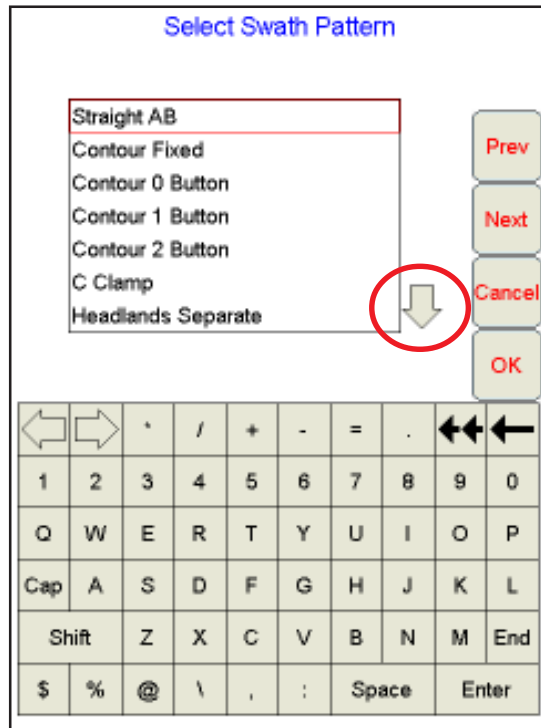 Select Swath Pattern
Straight AB
Contour Fixed
Contour 0 Button
Contour 1 Button
Contour 2 Button
C Clamp
Headlands Separate
Prev
Next
Cancel
OK
* / + - = .
1 2 3 4 5 6 7 8 9 0
Q W E R T Y U I O P
Cap A S D F G H J K L
Shift Z X C V B N M End
$ % @ \ , : Space Enter